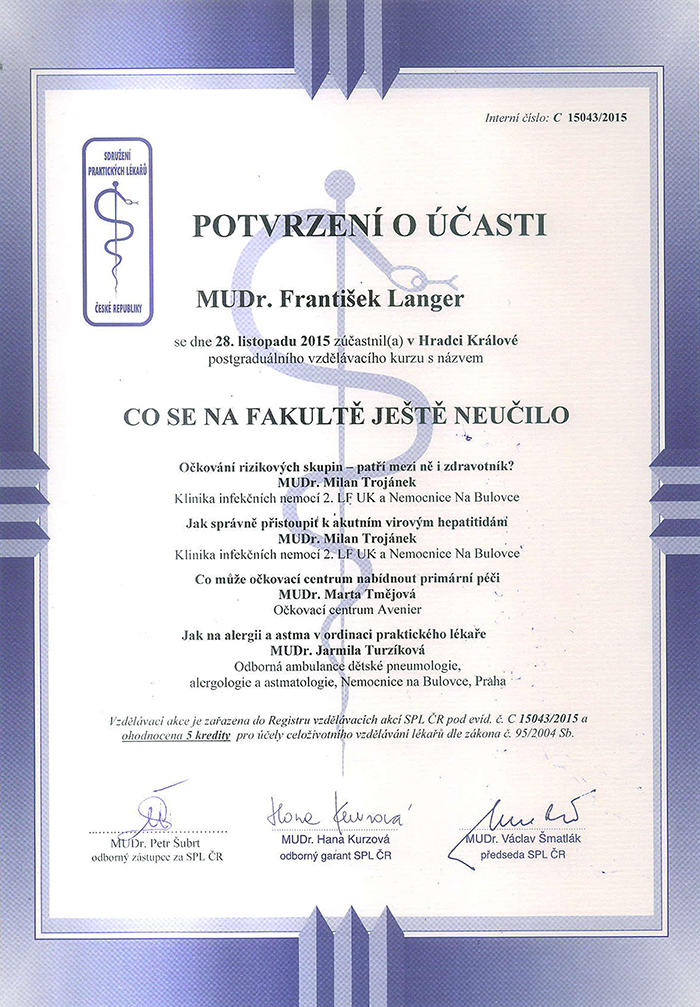 Interní číslo: C 15043/2015
SDRUŽENÍ
PRAKTICKÝCH LÉKAŘŮ
ČESKÉ REPUBLIKY
POTVRZENÍ O ÚČASTI
MUDr. František Langer
se dne 28. listopadu 2015 zúčastnil(a) v Hradci Králové
postgraduálního vzdělávacího kurzu s názvem
CO SE NA FAKULTĚ JEŠTĚ NEUČILO
Očkování rizikových skupin – patří mezi ně i zdravotník?
MUDr. Milan Trojánek
Klinika infekčních nemocí 2. LF UK a Nemocnice Na Bulovce
Jak správně přistoupit k akutním virovým hepatitidám
MUDr. Milan Trojánek
Klinika infekčních nemocí 2. LF UK a Nemocnice Na Bulovce
Co může očkovací centrum nabídnout primární péči
MUDr. Marta Tmějová
Očkovací centrum Avenier
Jak na alergii a astma v ordinaci praktického lékaře
MUDr. Jarmila Turzíková
Odborná ambulance dětské pneumologie,
alergologie a astmatologie, Nemocnice na Bulovce, Praha
Vzdělávací akce je zařazena do Registru vzdělávacích akcí SPL ČR pod evid. č. C 15043/2015 a
ohodnocena 5 kredity pro účely celoživotního vzdělávání lékařů dle zákona č. 95/2004 Sb.
Hana Kurzová
MUDr. Petr Šubrt
odborný zástupce za SPL ČR
MUDr. Hana Kurzová
odborný garant SPL ČR
MUDr. Václav Šmatlák
předseda SPL ČR